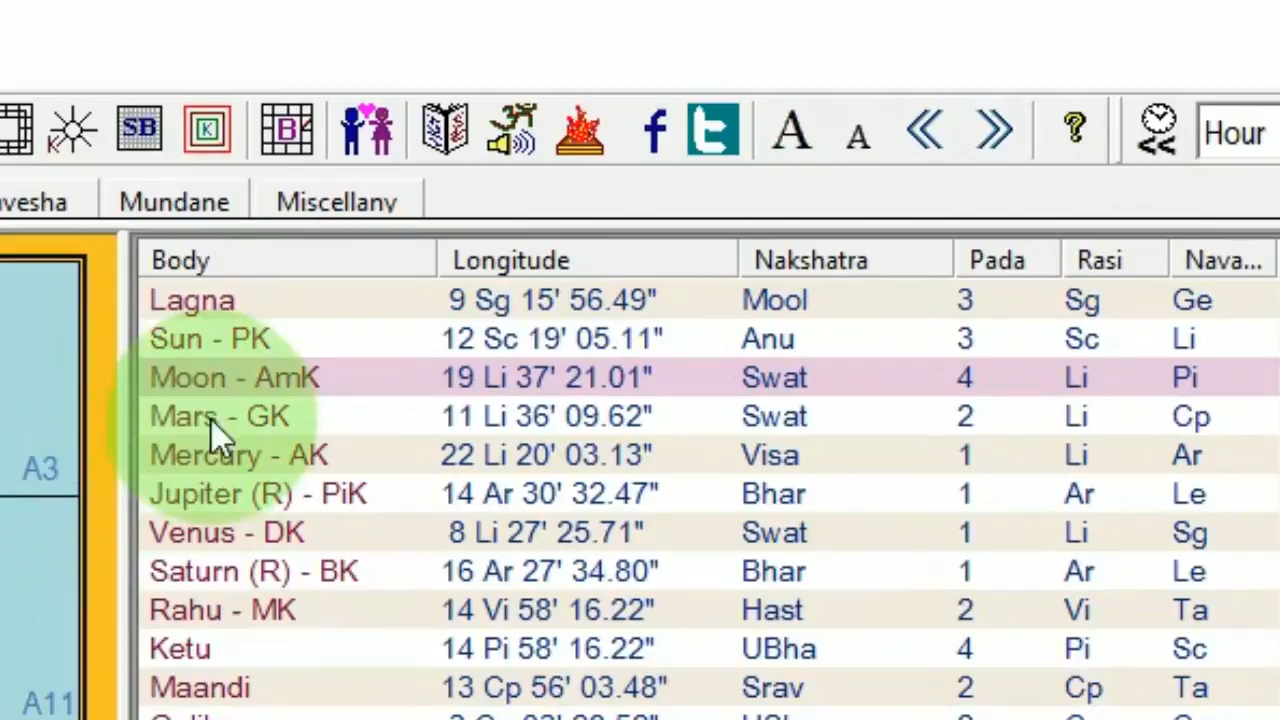 K SB K B f t A A ? << Hour
vesha Mundane Miscellany
Body Longitude Nakshatra Pada Rasi Nava...
Lagna 9 Sg 15' 56.49" Mool 3 Sg Ge
Sun - PK 12 Sc 19' 05.11" Anu 3 Sc Li
Moon - AmK 19 Li 37' 21.01" Swat 4 Li Pi
Mars - GK 11 Li 36' 09.62" Swat 2 Li Cp
A3 Mercury - AK 22 Li 20' 03.13" Visa 1 Li Ar
Jupiter (R) - PiK 14 Ar 30' 32.47" Bhar 1 Ar Le
Venus - DK 8 Li 27' 25.71" Swat 1 Li Sg
Saturn (R) - BK 16 Ar 27' 34.80" Bhar 1 Ar Le
Rahu - MK 14 Vi 58' 16.22" Hast 2 Vi Ta
Ketu 14 Pi 58' 16.22" UBha 4 Pi Sc
A11 Maandi 13 Cp 56' 03.48" Srav 2 Cp Ta